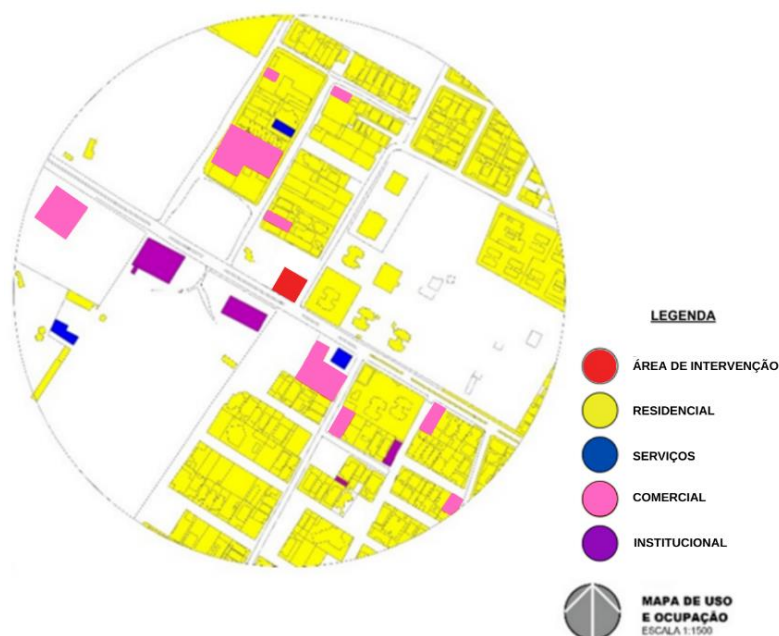 LEGENDA
ÁREA DE INTERVENÇÃO
RESIDENCIAL
SERVIÇOS
COMERCIAL
INSTITUCIONAL
MAPA DE USO
E OCUPAÇÃO
ESCALA 1:1500